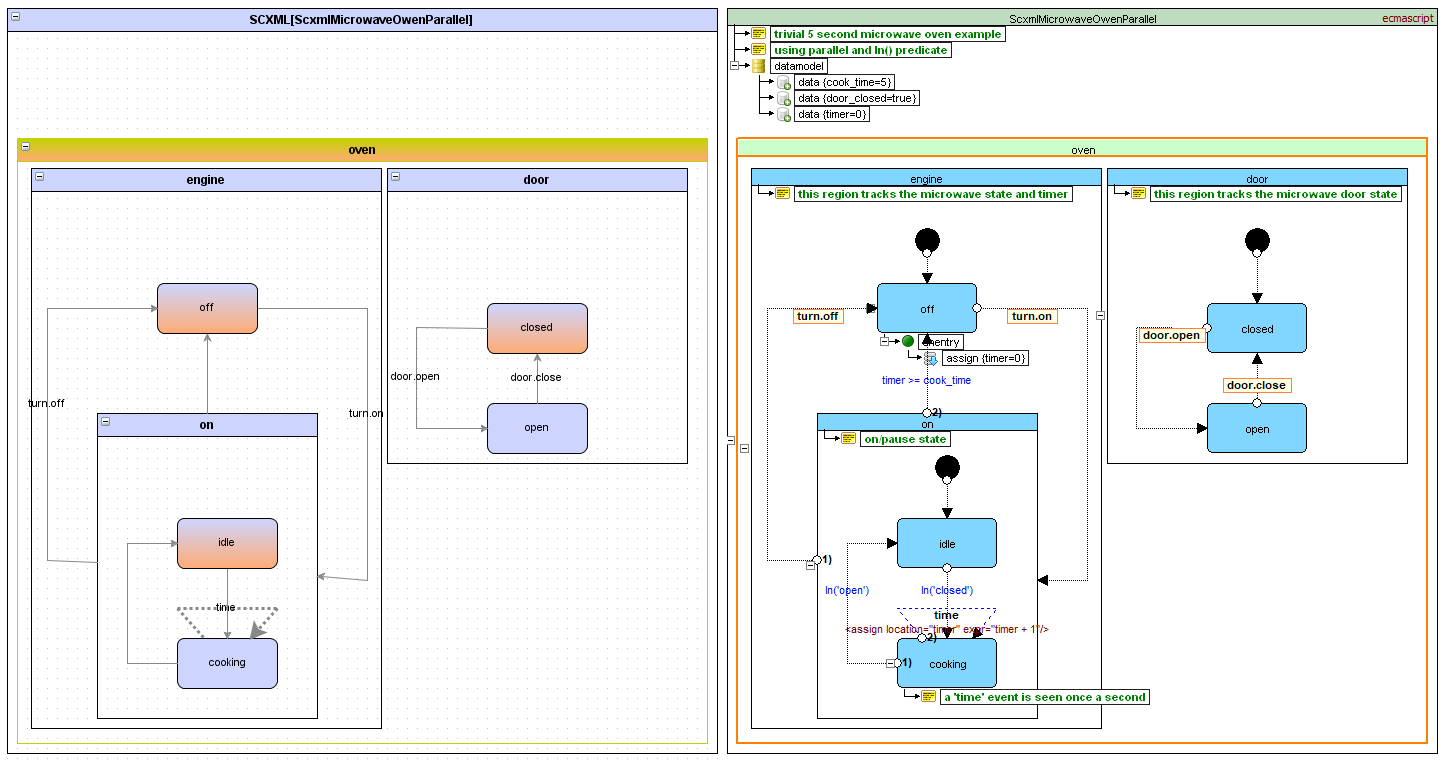 SCXML[ScxmlMicrowaveOwenParallel]
oven
engine
door
off
closed
door.open
door.close
turn.off
turn.on
on
open
idle
time
cooking
ScxmlMicrowaveOwenParallel
ecmascript
trivial 5 second microwave oven example
using parallel and In() predicate
datamodel
data {cook_time=5}
data {door_closed=true}
data {timer=0}
oven
engine
door
this region tracks the microwave state and timer
this region tracks the microwave door state
off
turn.off
turn.on
closed
door.open
onentry
assign {timer=0}
timer >= cook_time
door.close
2)
on
open
on/pause state
idle
1)
In('open')
In('closed')
time
<assign location="timer" expr="timer + 1"/>
2)
1)
cooking
a 'time' event is seen once a second